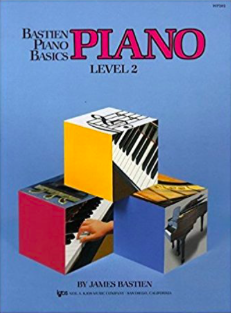 BASTIEN
PIANO
BASICS
PIANO
LEVEL 2
BY JAMES BASTIEN